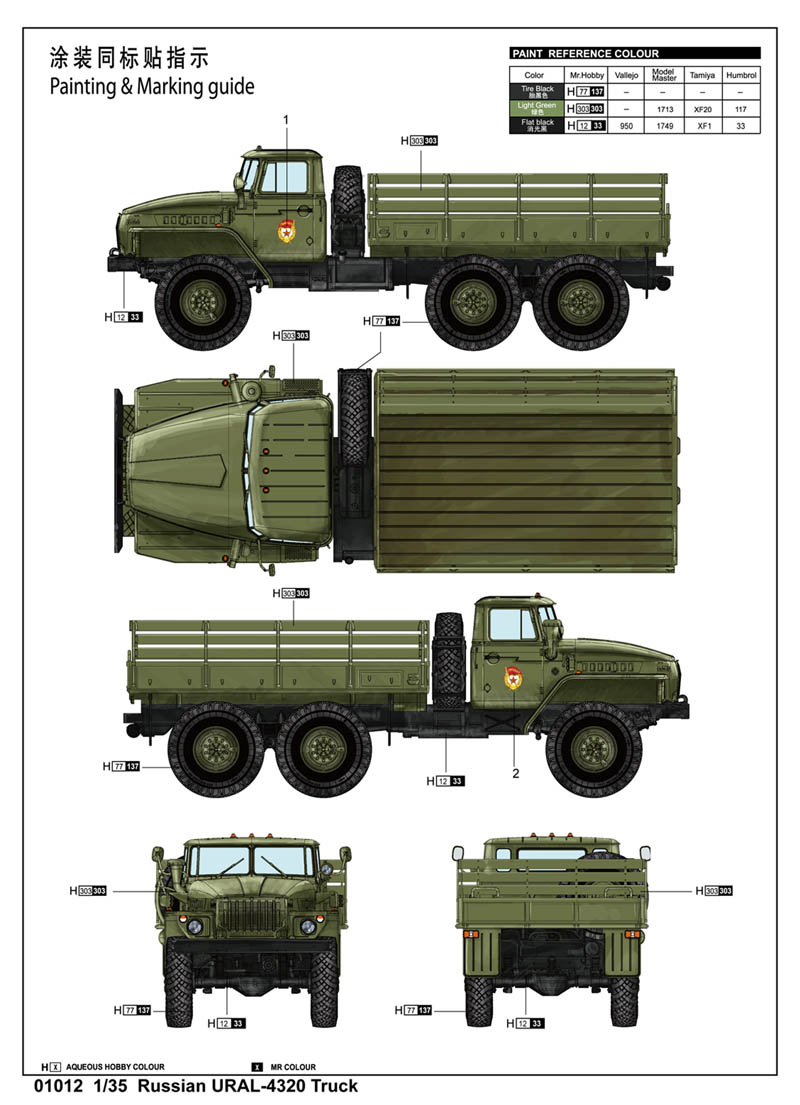 涂装同标贴指示
Painting & Marking guide
PAINT REFERENCE COLOUR
Color Mr.Hobby Vallejo Model Master Tamiya Humbrol
Tire Black 胎黑色 H 77 137 – – – –
Light Green 绿色 H 303 303 – 1713 XF20 117
Flat black 消光黑 H 12 33 950 1749 XF1 33
1
H 303 303
H 12 33
H 77 137
H 303 303
H 303 303
H 77 137
H 12 33
2
H 303 303
H 303 303
H 77 137
H 12 33
H 77 137
H 12 33
H X AQUEOUS HOBBY COLOUR X MR COLOUR
01012 1/35 Russian URAL-4320 Truck